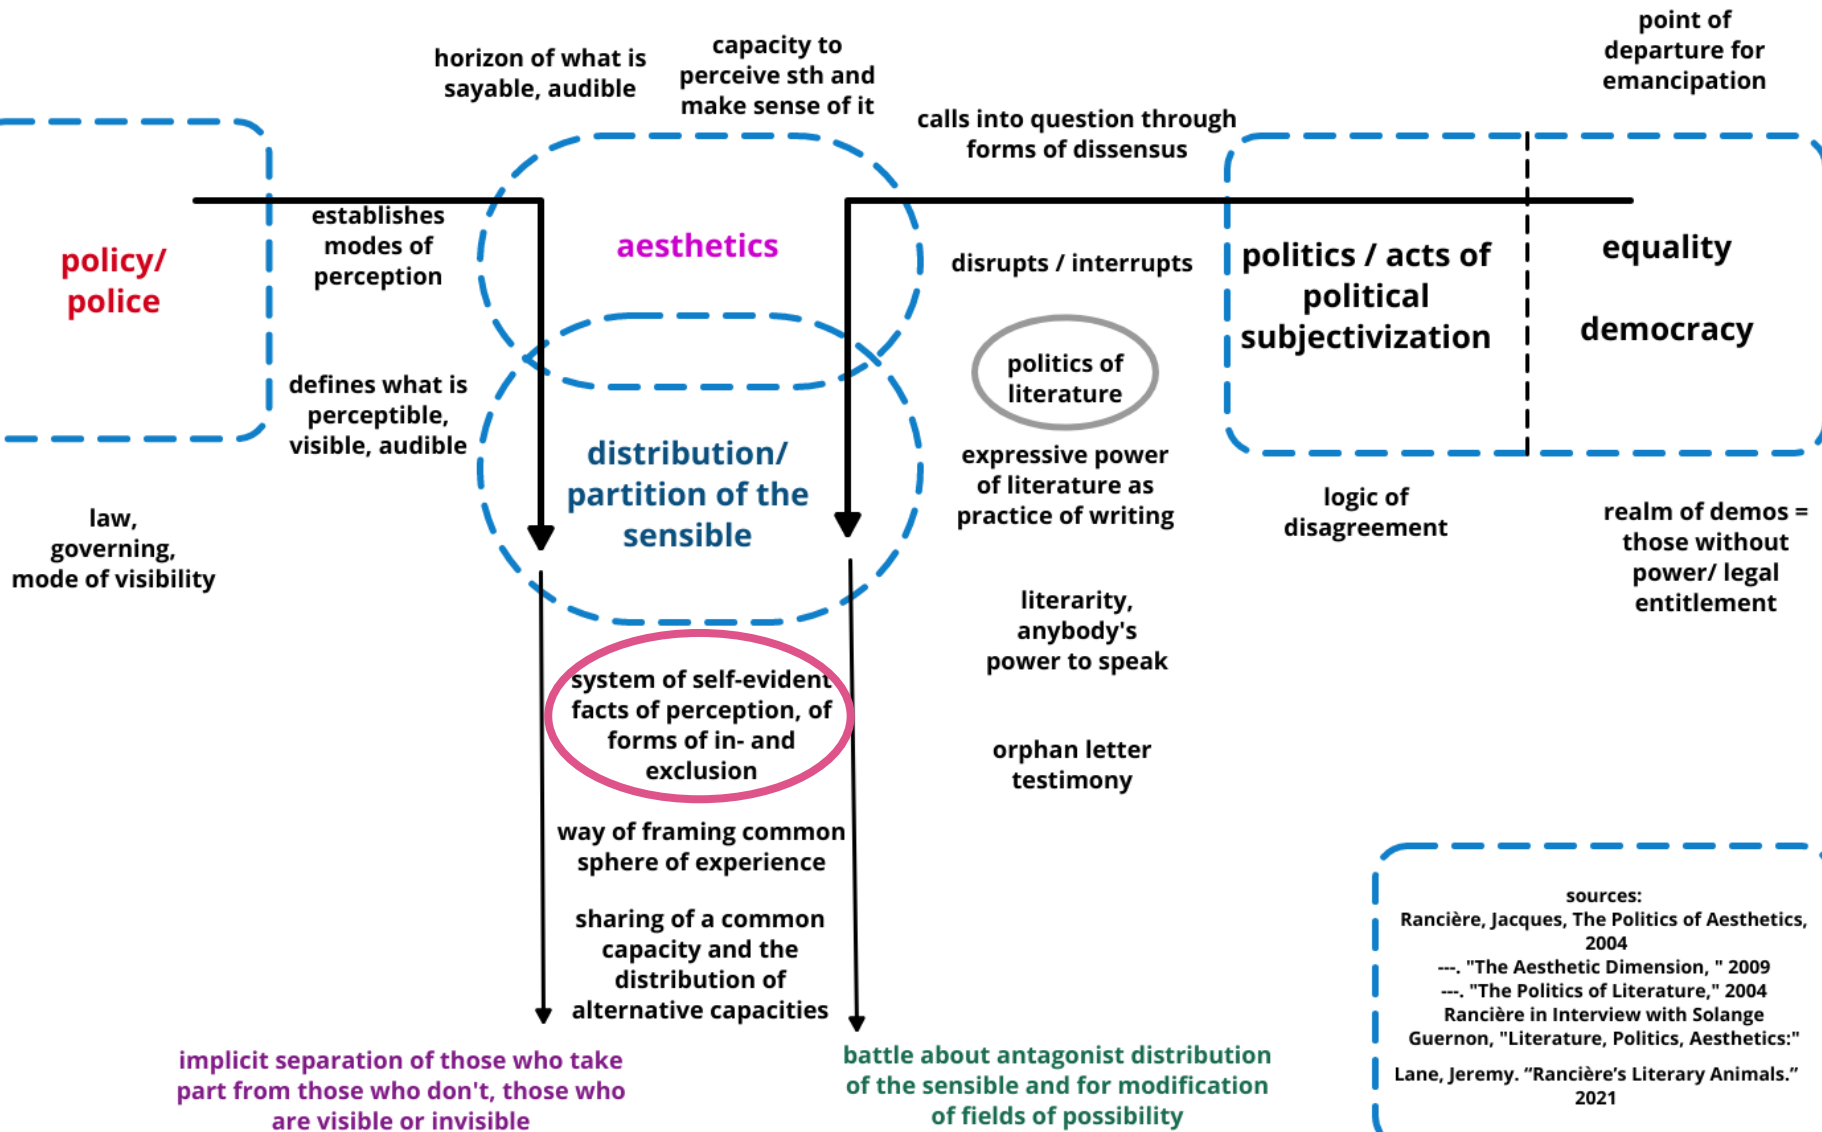 horizon of what is
sayable, audible
capacity to
perceive sth and
make sense of it
point of
departure for
emancipation
calls into question through
forms of dissensus
policy/
police
establishes
modes of
perception
aesthetics
disrupts / interrupts
politics / acts of
political
subjectivization
equality
democracy
defines what is
perceptible,
visible, audible
politics of
literature
distribution/
partition of the
sensible
expressive power
of literature as
practice of writing
logic of
disagreement
realm of demos =
those without
power/ legal
entitlement
law,
governing,
mode of visibility
literarity,
anybody's
power to speak
system of self-evident
facts of perception, of
forms of in- and
exclusion
orphan letter
testimony
way of framing common
sphere of experience
sharing of a common
capacity and the
distribution of
alternative capacities
implicit separation of those who take
part from those who don't, those who
are visible or invisible
battle about antagonist distribution
of the sensible and for modification
of fields of possibility
sources:
Rancière, Jacques, The Politics of Aesthetics,
2004
---. "The Aesthetic Dimension, " 2009
---. "The Politics of Literature," 2004
Rancière in Interview with Solange
Guernon, "Literature, Politics, Aesthetics:"
Lane, Jeremy. “Rancière’s Literary Animals.”
2021